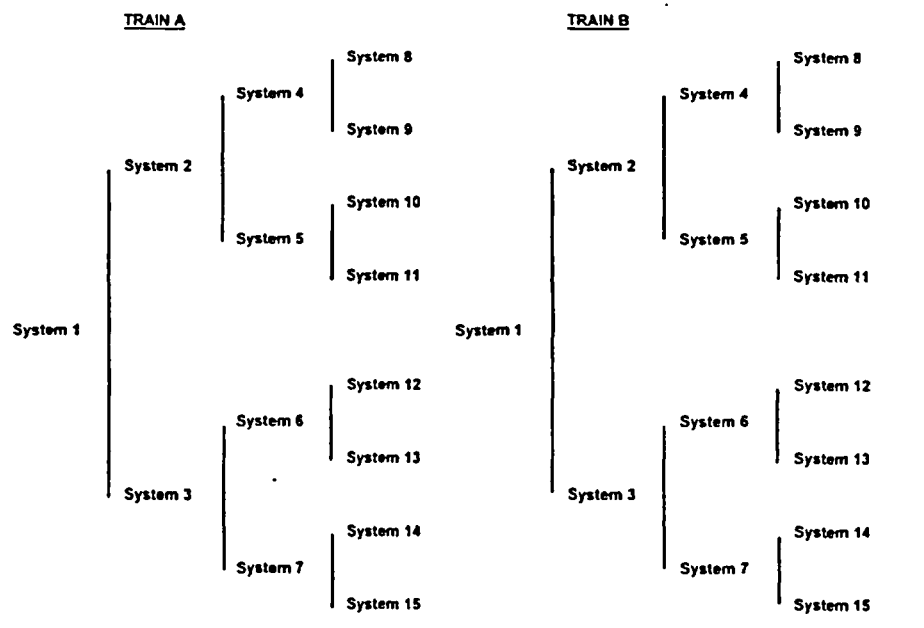 TRAIN A
System 8
System 4
System 9
System 2
System 10
System 5
System 11
System 1
System 12
System 6
System 13
System 3
System 14
System 7
System 15
TRAIN B
System 8
System 4
System 9
System 2
System 10
System 5
System 11
System 1
System 12
System 6
System 13
System 3
System 14
System 7
System 15